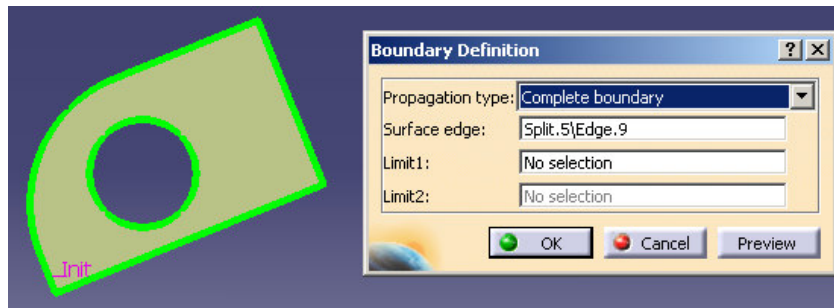 Init
Boundary Definition
Propagation type: Complete boundary
Surface edge: Split.5\Edge.9
Limit1: No selection
Limit2: No selection
OK Cancel Preview